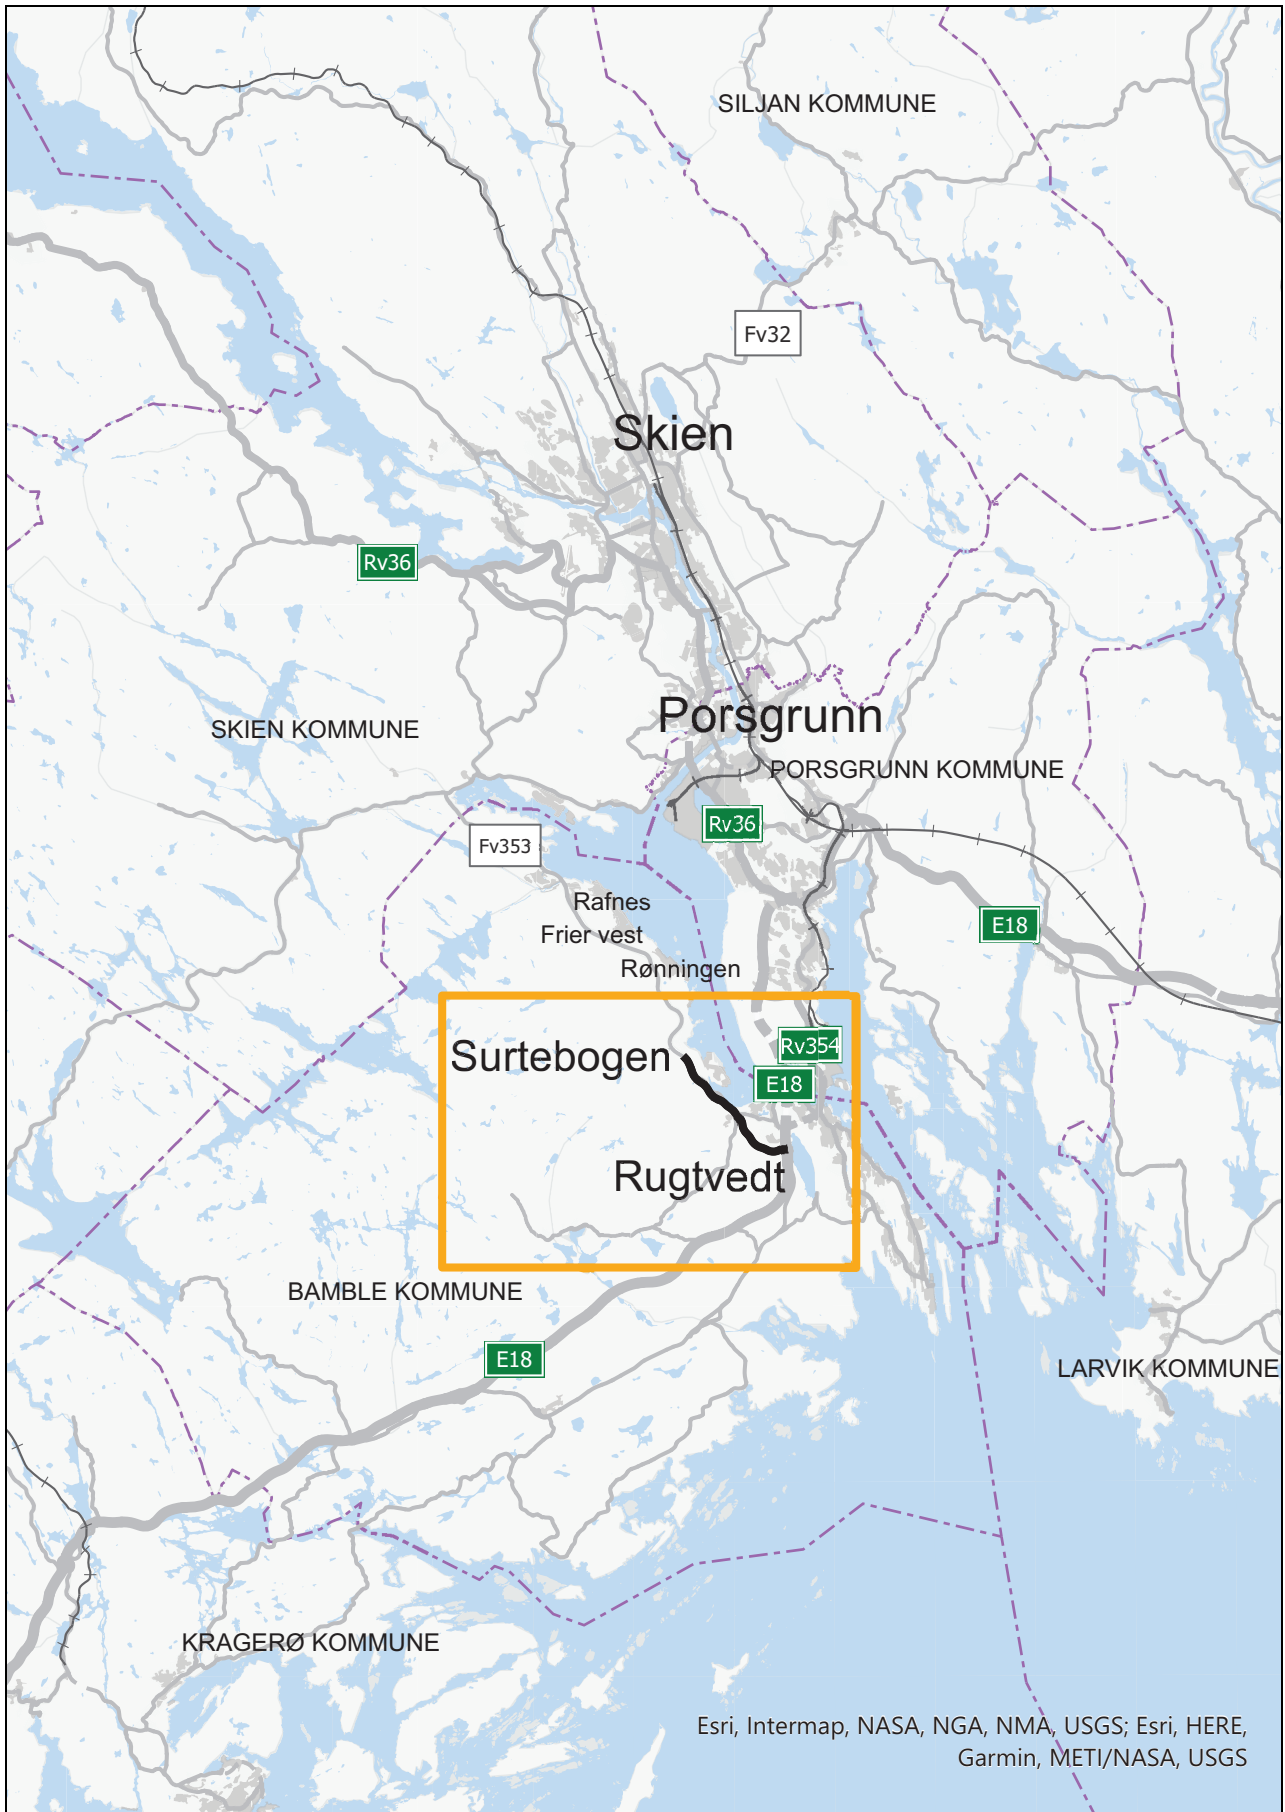 SILJAN KOMMUNE
Fv32
Skien
Rv36
Porsgrunn
SKIEN KOMMUNE
PORSGRUNN KOMMUNE
Rv36
Fv353
Rafnes
E18
Frier vest
Rønningen
Rv354
Surtebogen
E18
Rugtvedt
BAMBLE KOMMUNE
E18
LARVIK KOMMUNE
KRAGERØ KOMMUNE
Esri, Intermap, NASA, NGA, NMA, USGS; Esri, HERE,
Garmin, METI/NASA, USGS